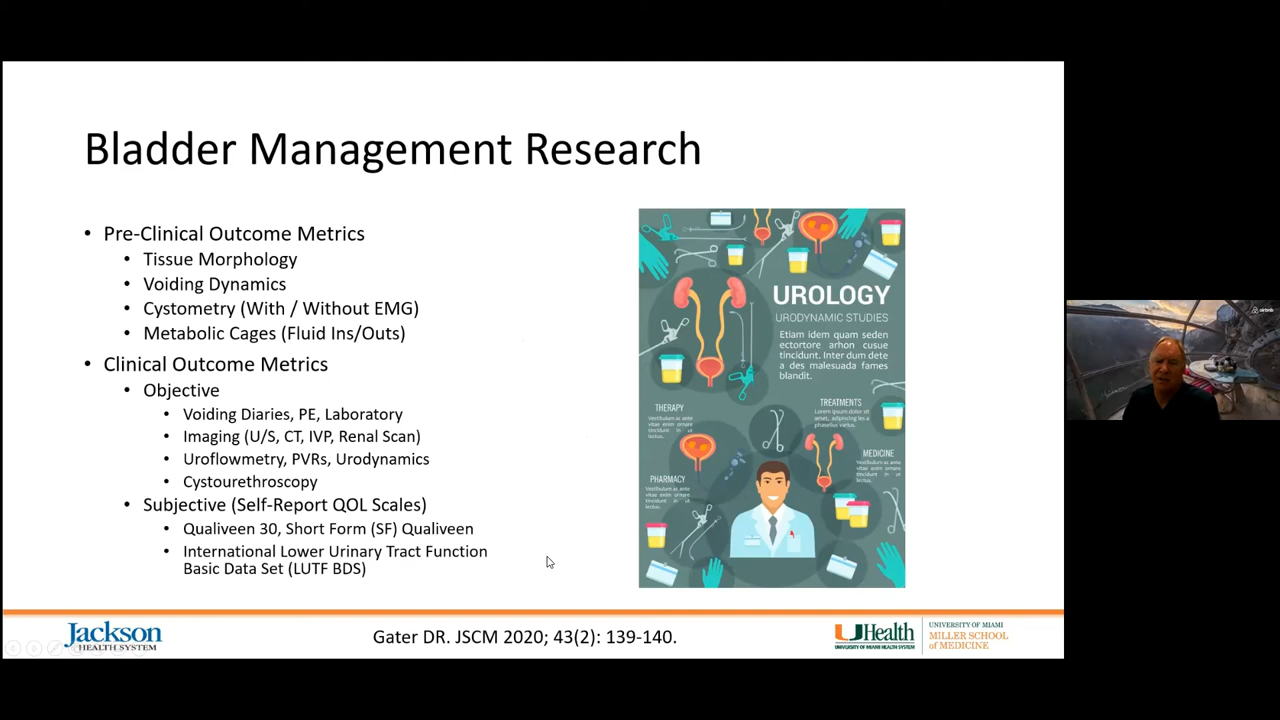 Bladder Management Research
• Pre-Clinical Outcome Metrics
• Tissue Morphology
• Voiding Dynamics
• Cystometry (With / Without EMG)
• Metabolic Cages (Fluid Ins/Outs)
• Clinical Outcome Metrics
• Objective
• Voiding Diaries, PE, Laboratory
• Imaging (U/S, CT, IVP, Renal Scan)
• Uroflowmetry, PVRs, Urodynamics
• Cystourethroscopy
• Subjective (Self-Report QOL Scales)
• Qualiveen 30, Short Form (SF) Qualiveen
• International Lower Urinary Tract Function
Basic Data Set (LUTF BDS)
UROLOGY
URODYNAMIC STUDIES
Etiam idem quam seden
ectortore arhon cusue
tincidunt. Inter dum dete
a des malesuada fames
blandit.
THERAPY
Vestibulum ac ante
vitae enim ornare
tincidunt in ut
lectus.
TREATMENTS
Lorem ipsum dolor sit
amet, adipiscing
phasellus varius.
MEDICINE
Vestibulum ac ante
vitae enim ornare
tincidunt in ut
PHARMACY
Vestibulum ac ante
vitae enim ornare
tincidunt in ut
lectus.
Jackson
HEALTH SYSTEM
Gater DR. JSCM 2020; 43(2): 139-140.
UHealth
UNIVERSITY OF MIAMI HEALTH SYSTEM
UNIVERSITY OF MIAMI
MILLER SCHOOL
of MEDICINE
airbnb